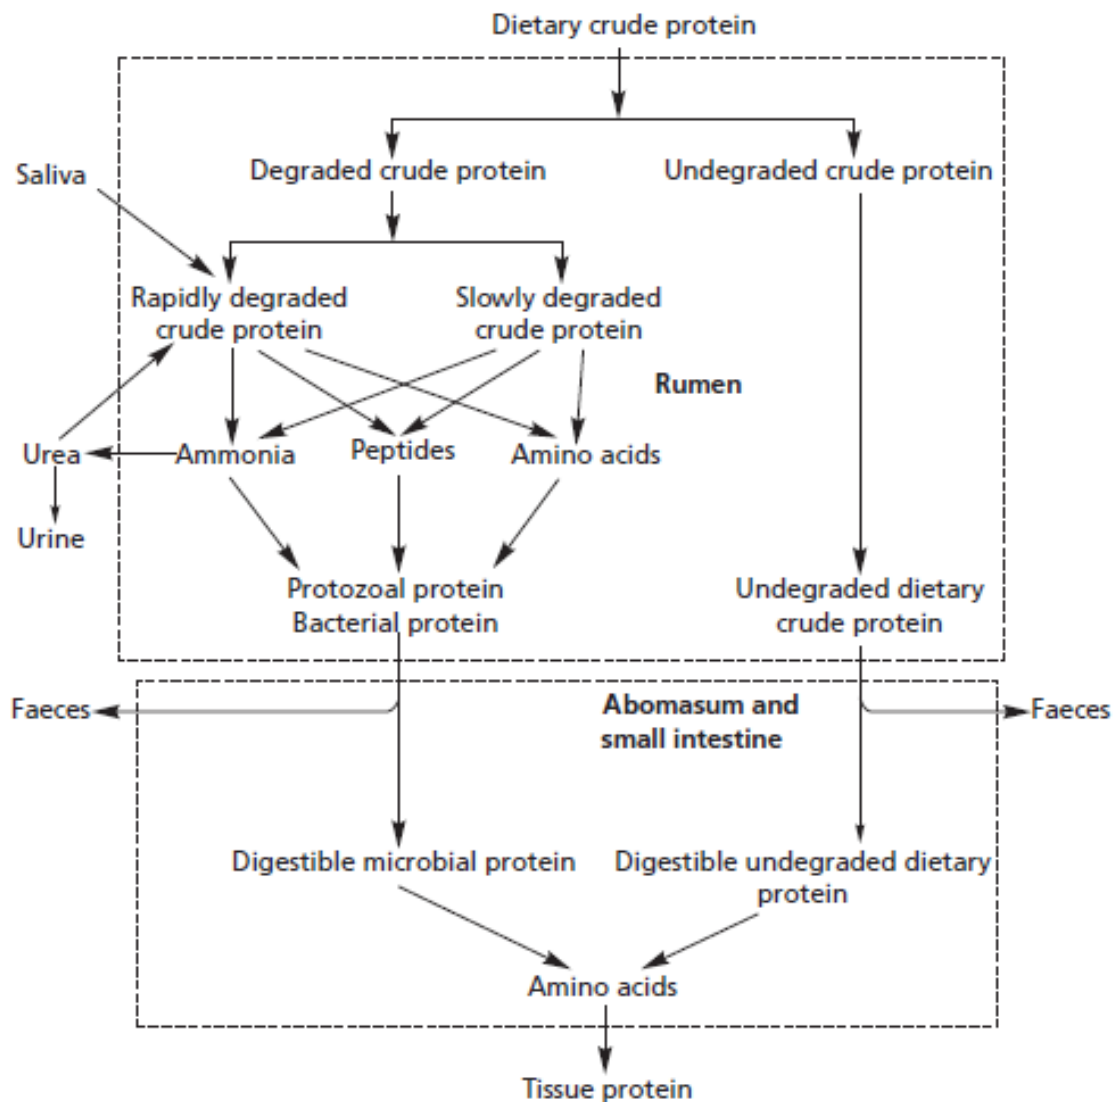 Dietary crude protein
Saliva
Degraded crude protein
Undegraded crude protein
Rapidly degraded
crude protein
Slowly degraded
crude protein
Rumen
Urea
Ammonia
Peptides
Amino acids
Urine
Protozoal protein
Bacterial protein
Undegraded dietary
crude protein
Faeces
Abomasum and
small intestine
Faeces
Digestible microbial protein
Digestible undegraded dietary
protein
Amino acids
Tissue protein